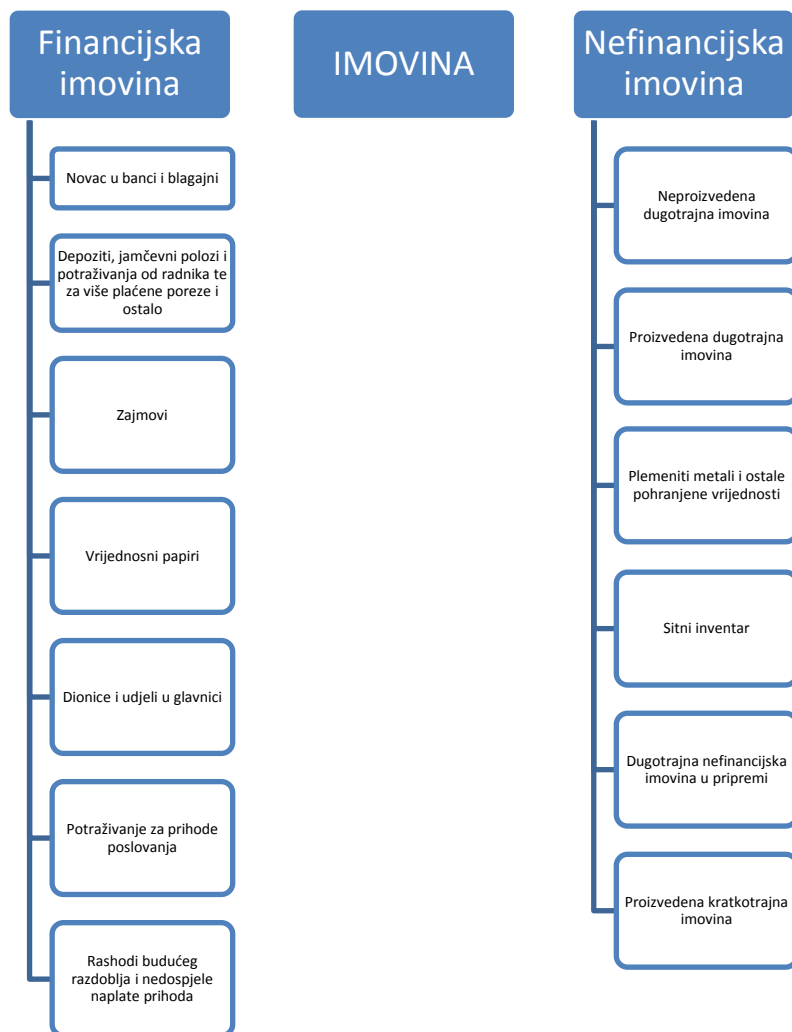 Financijska
imovina
Novac u banci i blagajni
Depoziti, jamčevni polozi i
potraživanja od radnika te
za više plaćene poreze i
ostalo
Zajmovi
Vrijednosni papiri
Dionice i udjeli u glavnici
Potraživanje za prihode
poslovanja
Rashodi budućeg
razdoblja i nedospjele
naplate prihoda
IMOVINA
Nefinancijska
imovina
Neproizvedena
dugotrajna imovina
Proizvedena dugotrajna
imovina
Plemeniti metali i ostale
pohranjene vrijednosti
Sitni inventar
Dugotrajna nefinancijska
imovina u pripremi
Proizvedena kratkotrajna
imovina